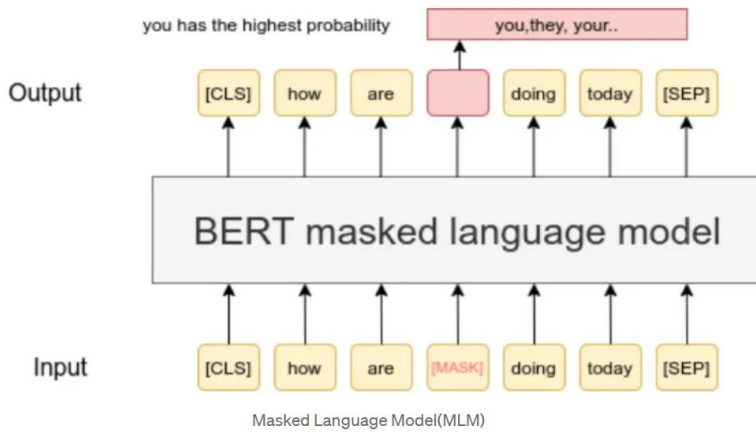 you has the highest probability you,they, your..
Output [CLS] how are doing today [SEP]
BERT masked language model
Input [CLS] how are [MASK] doing today [SEP]
Masked Language Model(MLM)